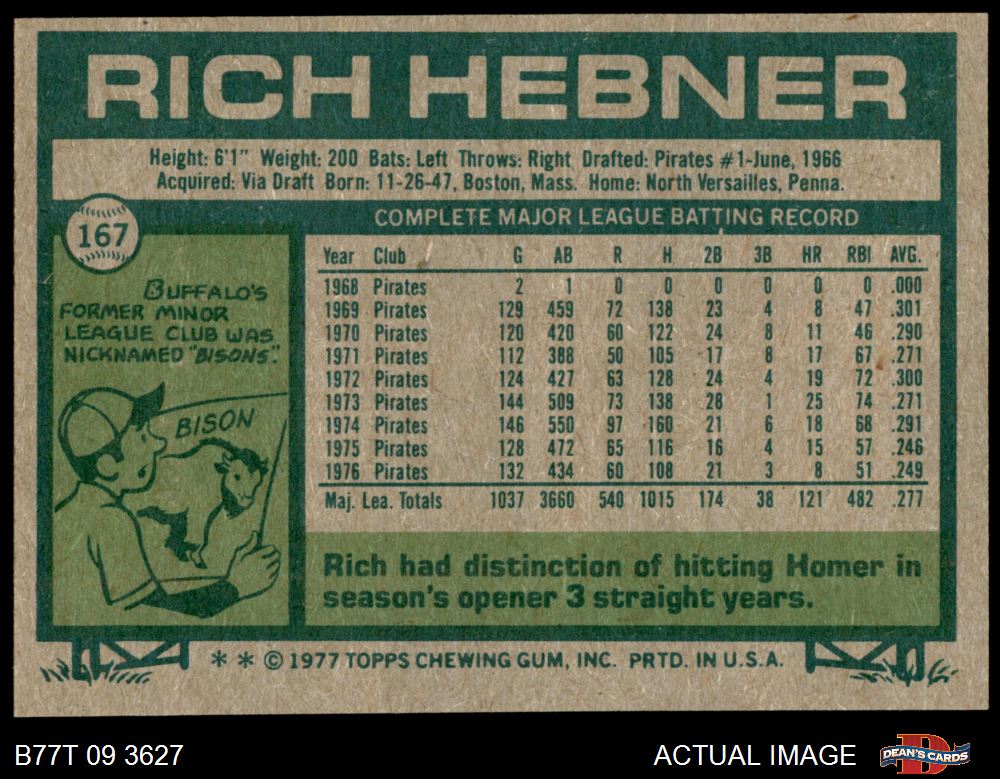 RICH HEBNER
Height: 6'1" Weight: 200 Bats: Left Throws: Right Drafted: Pirates #1-June, 1966
Acquired: Via Draft Born: 11-26-47, Boston, Mass. Home: North Versailles, Penna.
167
BUFFALO'S
FORMER MINOR
LEAGUE CLUB WAS
NICKNAMED "BISONS".
BISON
COMPLETE MAJOR LEAGUE BATTING RECORD
Year Club G AB R H 2B 3B HR RBI AVG.
1968 Pirates 2 1 0 0 0 0 0 0 .000
1969 Pirates 129 459 72 138 23 4 8 47 .301
1970 Pirates 120 420 60 122 24 8 11 46 .290
1971 Pirates 112 388 50 105 17 8 17 67 .271
1972 Pirates 124 427 63 128 24 4 19 72 .300
1973 Pirates 144 509 73 138 28 1 25 74 .271
1974 Pirates 146 550 97 160 21 6 18 68 .291
1975 Pirates 128 472 65 116 16 4 15 57 .246
1976 Pirates 132 434 60 108 21 3 8 51 .249
Maj. Lea. Totals 1037 3660 540 1015 174 38 121 482 .277
Rich had distinction of hitting Homer in
season's opener 3 straight years.
** © 1977 TOPPS CHEWING GUM, INC. PRTD. IN U.S.A.
B77T 09 3627
ACTUAL IMAGE
DEAN'S CARDS